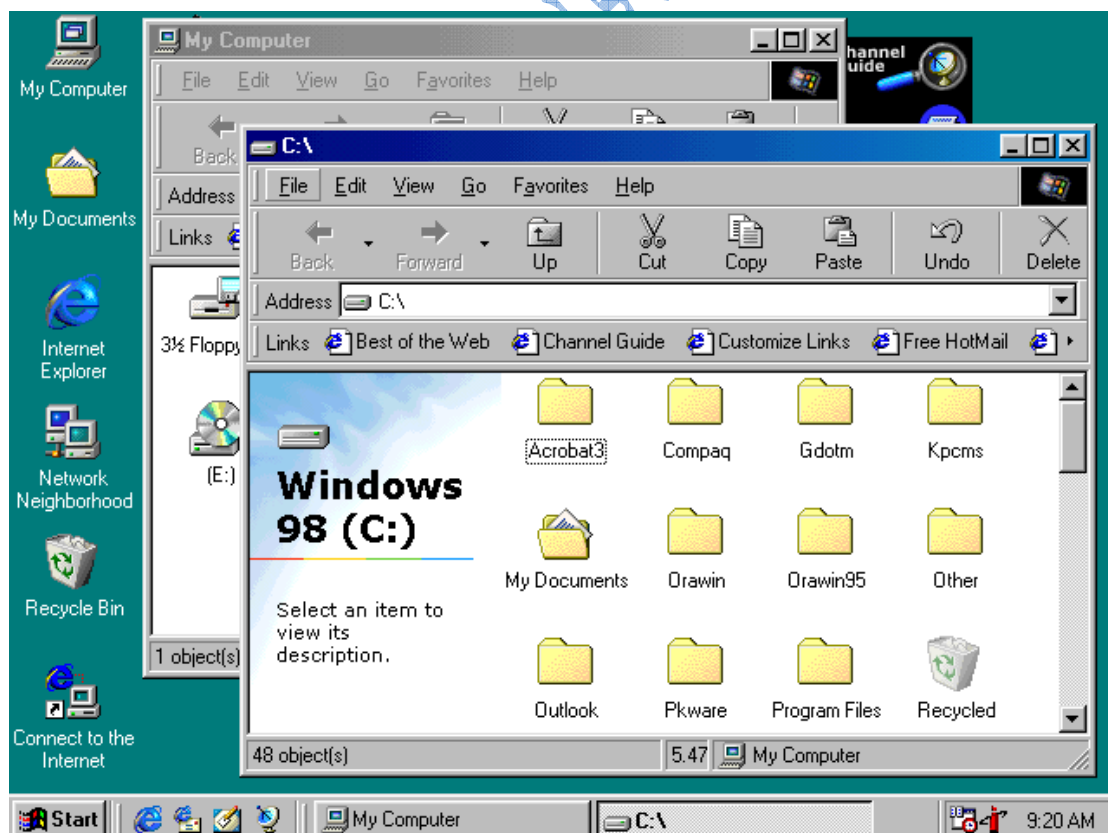 My Computer
My Documents
Internet
Explorer
Network
Neighborhood
Recycle Bin
Connect to the
Internet
My Computer
File Edit View Go Favorites Help
Back
Address
Links
3½ Floppy
(E:)
1 object(s)
C:\
File Edit View Go Favorites Help
Back Forward Up Cut Copy Paste Undo Delete
Address C:\
Links Best of the Web Channel Guide Customize Links Free HotMail
Windows
98 (C:)
Select an item to
view its
description.
Acrobat3 Compaq Gdotm Kpcms
My Documents Orawin Orawin95 Other
Outlook Pkware Program Files Recycled
48 object(s) 5.47 My Computer
Start My Computer C:\ 9:20 AM